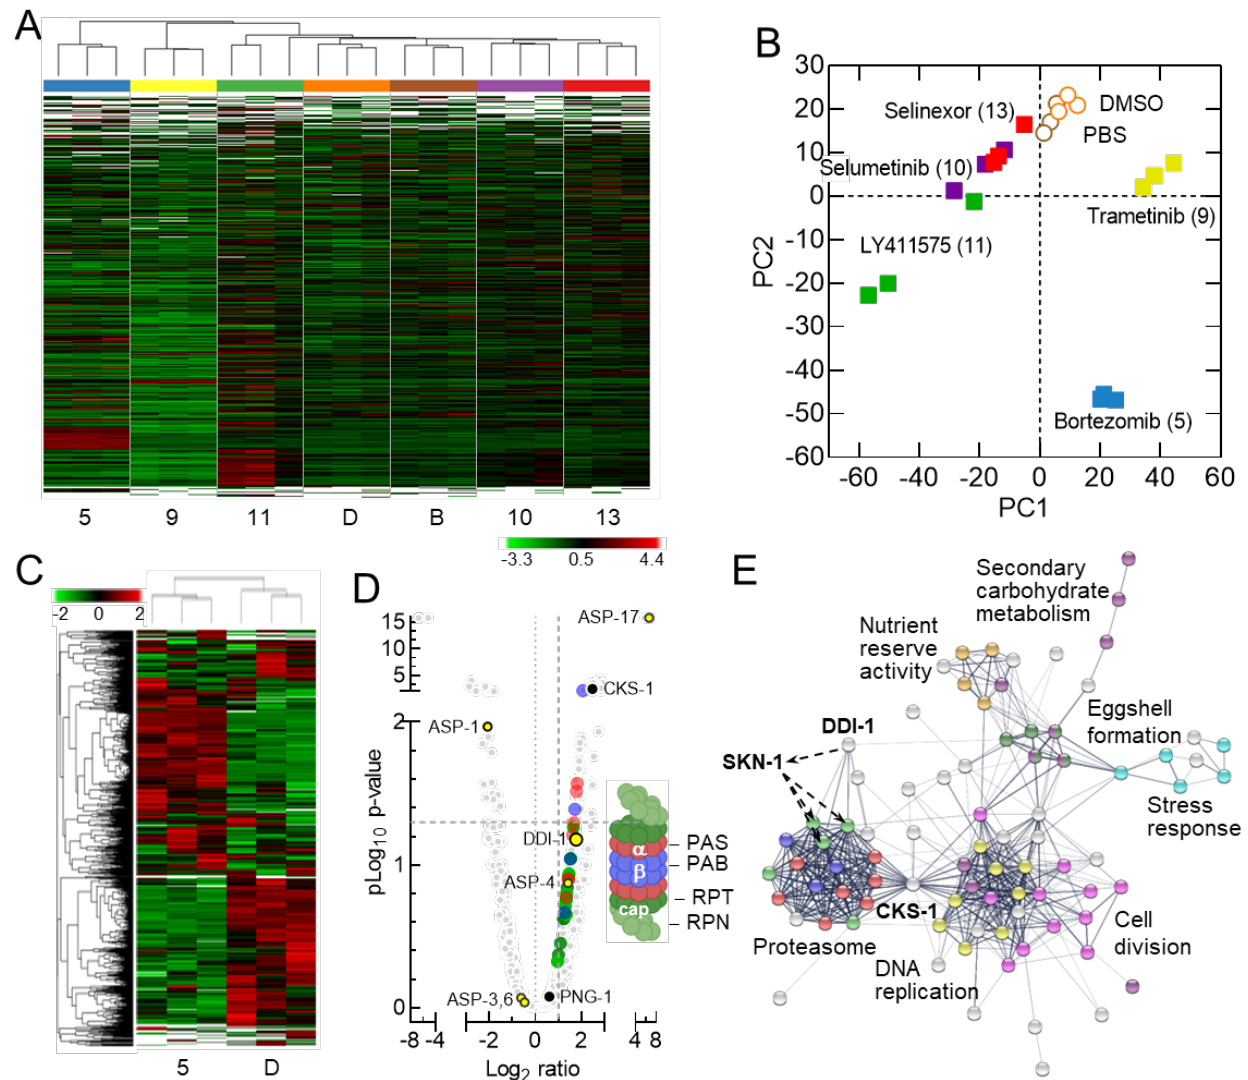 A
5 9 11 D B 10 13
-3.3 0.5 4.4
B
30
20
10
0
-10
-20
-30
-40
-50
-60
PC2
-60 -40 -20 0 20 40 60
PC1
Selinexor (13)
DMSO
PBS
Selumetinib (10)
Trametinib (9)
LY411575 (11)
Bortezomib (5)
C
-2 0 2
5 D
D
15
10
5
2
1
0
pLog10 p-value
-8 -4 -2 0 2 4 8
Log2 ratio
ASP-17
CKS-1
ASP-1
DDI-1
ASP-4
ASP-3,6
PNG-1
α
β
cap
PAS
PAB
RPT
RPN
E
Secondary
carbohydrate
metabolism
Nutrient
reserve
activity
Eggshell
formation
DDI-1
SKN-1
Stress
response
CKS-1
Proteasome
Cell
division
DNA
replication